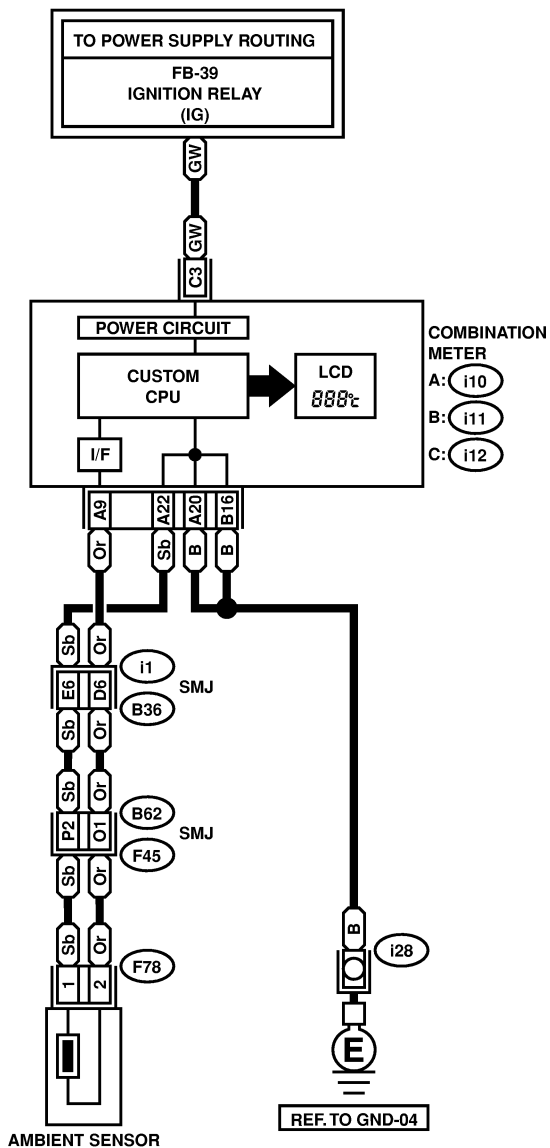 TO POWER SUPPLY ROUTING
FB-39
IGNITION RELAY
(IG)
GW
GW
C3
POWER CIRCUIT
CUSTOM
CPU
LCD
888℃
I/F
COMBINATION
METER
A: i10
B: i11
C: i12
A9 A22 A20 B16
Or Sb B B
Sb Or
i1
E6 D6 SMJ
B36
Sb Or
Sb Or
B62
P2 O1 SMJ
F45
Sb Or
Sb Or
B
i28
F78
1 2
E
REF. TO GND-04
AMBIENT SENSOR